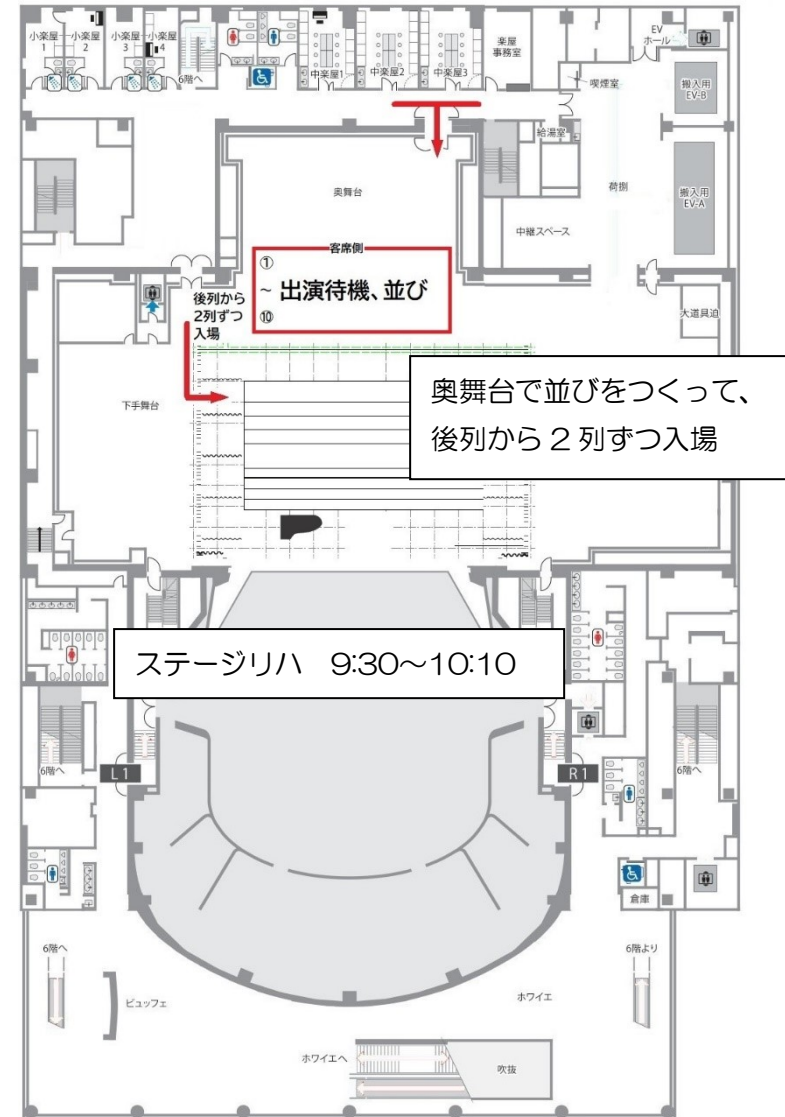 小楽屋
1
小楽屋
2
小楽屋
3
小楽屋
4
6階へ
中楽屋1
中楽屋2
中楽屋3
楽屋
事務室
EV
ホール
喫煙室
搬入用
EV-B
給湯室
荷捌
搬入用
EV-A
中継スペース
奥舞台
客席側
①
~ 出演待機、並び
⑩
後列から
2列ずつ
入場
大道具迫
下手舞台
奥舞台で並びをつくって、
後列から2列ずつ入場
ステージリハ 9:30～10:10
6階へ
L1
R1
6階へ
倉庫
6階へ
6階より
ビュッフェ
ホワイエ
ホワイエへ
吹抜